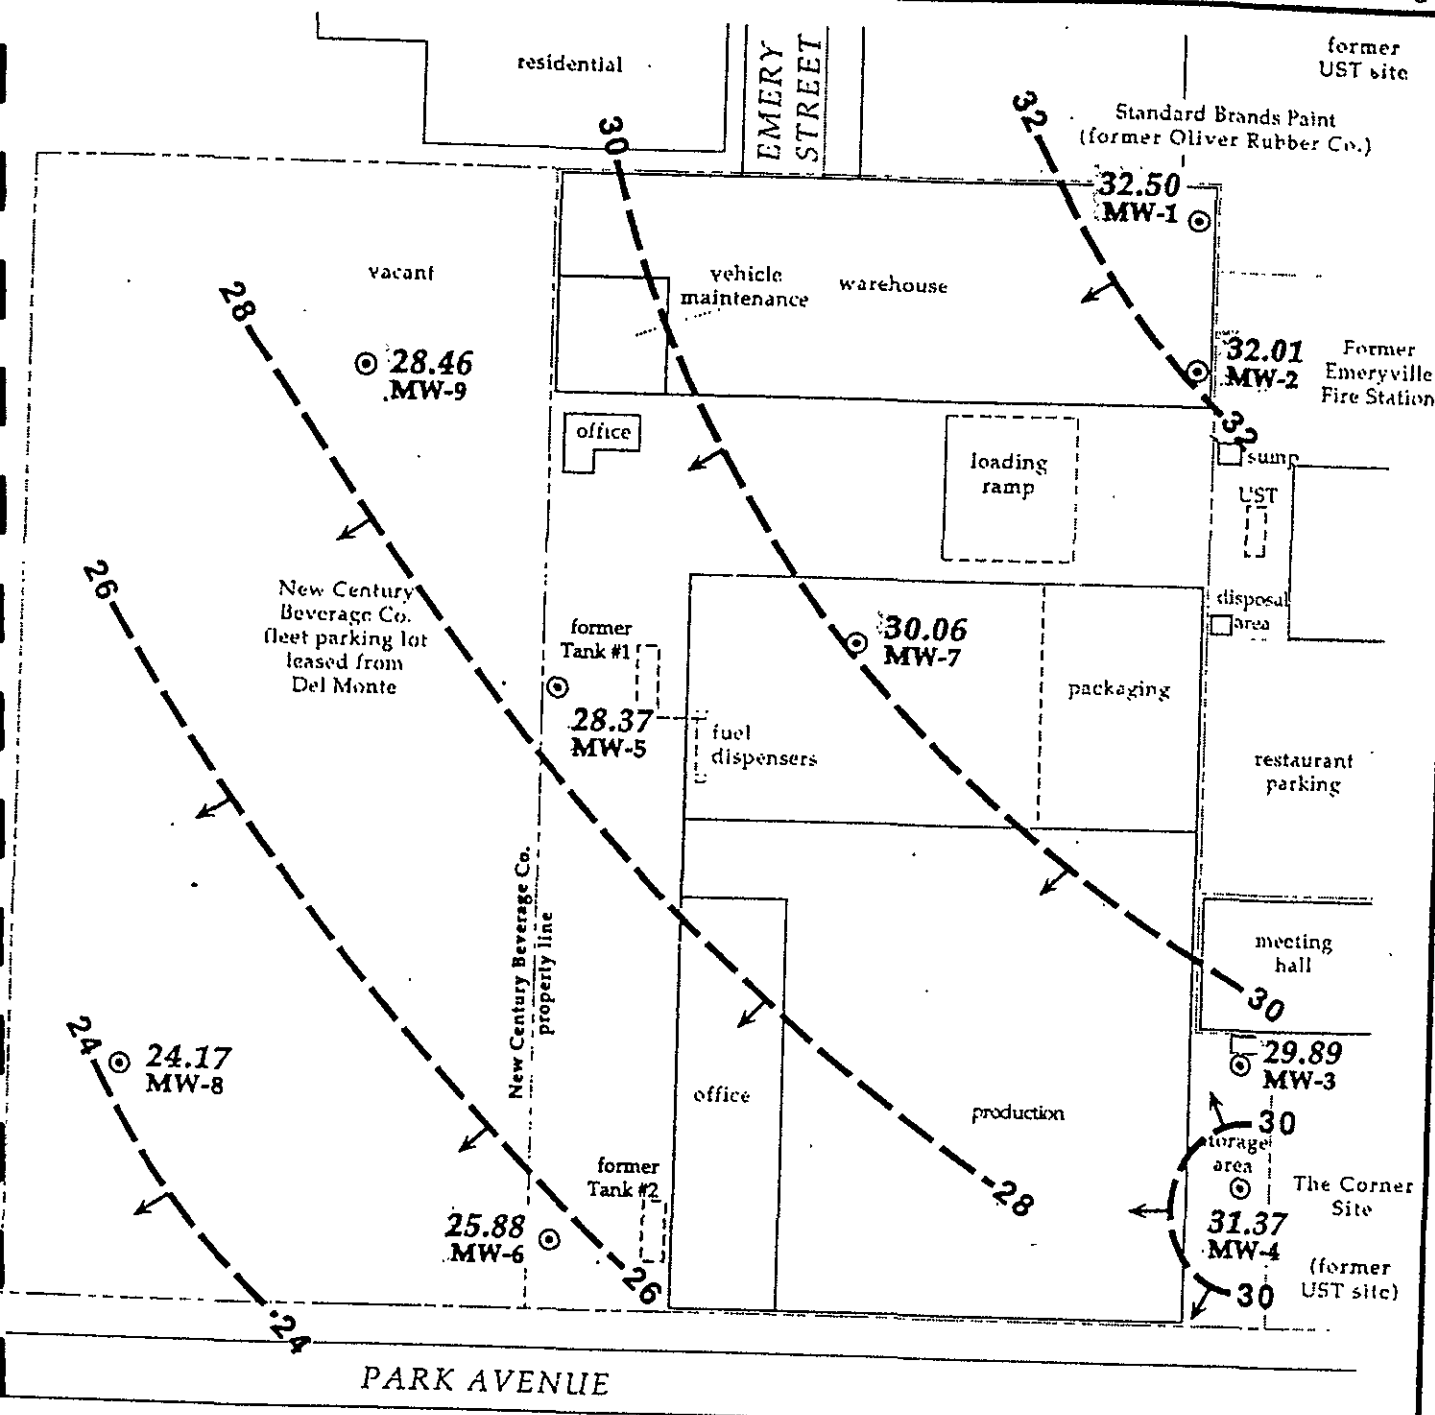 residential
EMERY
STREET
former
UST site
Standard Brands Paint
(former Oliver Rubber Co.)
30
32
32.50
MW-1
vacant
vehicle
maintenance
warehouse
28
28.46
MW-9
32.01
MW-2
Former
Emeryville
Fire Station
office
loading
ramp
32
sump
UST
26
New Century
Beverage Co.
fleet parking lot
leased from
Del Monte
former
Tank #1
30.06
MW-7
disposal
area
packaging
28.37
MW-5
fuel
dispensers
restaurant
parking
New Century Beverage Co.
property line
meeting
hall
30
24
24.17
MW-8
29.89
MW-3
office
production
30
storage
area
former
Tank #2
28
The Corner
Site
31.37
MW-4
25.88
MW-6
26
30
(former
UST site)
24
PARK AVENUE